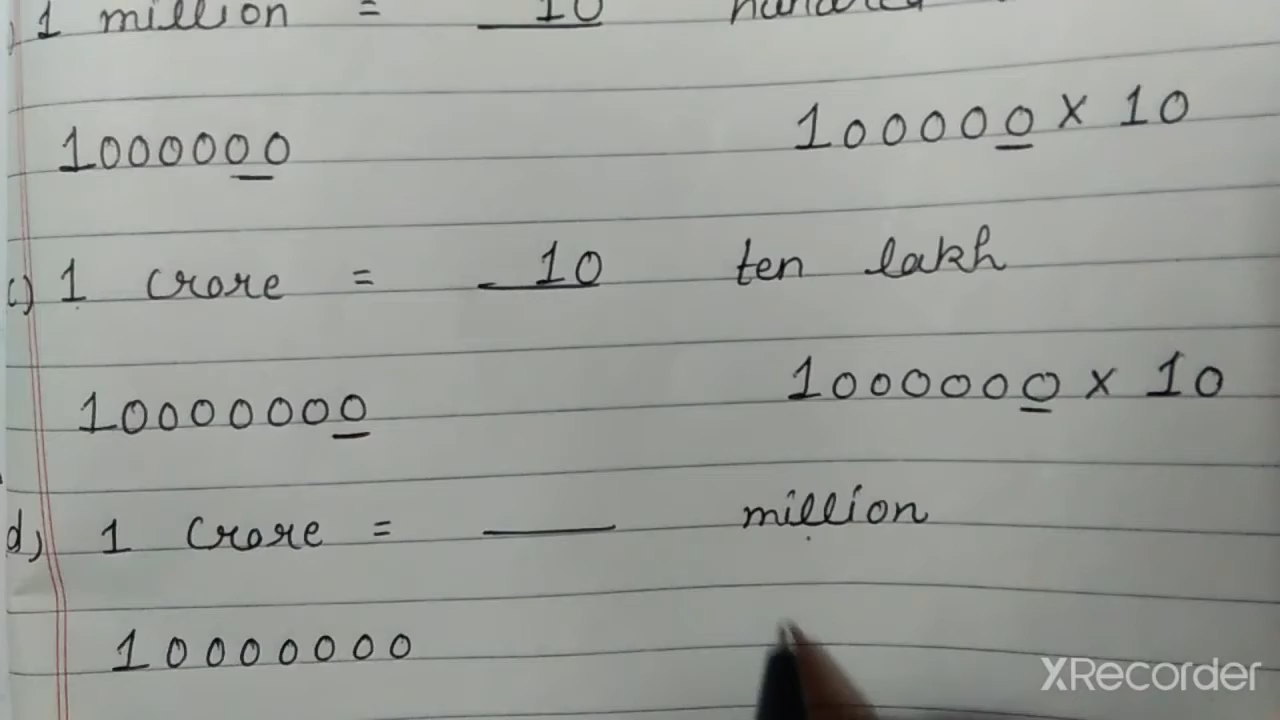 1 million = 10
1000000 100000 × 10
c) 1 crore = 10 ten lakh
10000000 1000000 × 10
d) 1 Crore = ____ million
10000000
XRecorder